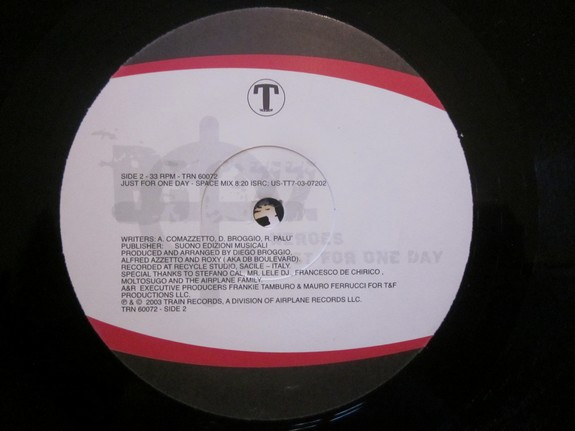 T
SIDE 2 - 33 RPM - TRN 60072
JUST FOR ONE DAY - SPACE MIX 8:20 ISRC: US-TT7-03-07202
WRITERS: A. COMAZZETTO, D. BROGGIO, R. PALU'
PUBLISHER: SUONO EDIZIONI MUSICALI
PRODUCED AND ARRANGED BY DIEGO BROGGIO,
ALFRED AZZETTO AND ROXY (AKA DB BOULEVARD).
RECORDED AT RECYCLE STUDIO, SACILE – ITALY.
SPECIAL THANKS TO STEFANO CAL, MR. LELE DJ, FRANCESCO DE CHIRICO,
MOLTOSUGO AND THE AIRPLANE FAMILY.
A&R EXECUTIVE PRODUCERS FRANKIE TAMBURO & MAURO FERRUCCI FOR T&F
PRODUCTIONS LLC.
℗ & © 2003 TRAIN RECORDS, A DIVISION OF AIRPLANE RECORDS LLC.
TRN 60072 - SIDE 2
ROES
T FOR ONE DAY